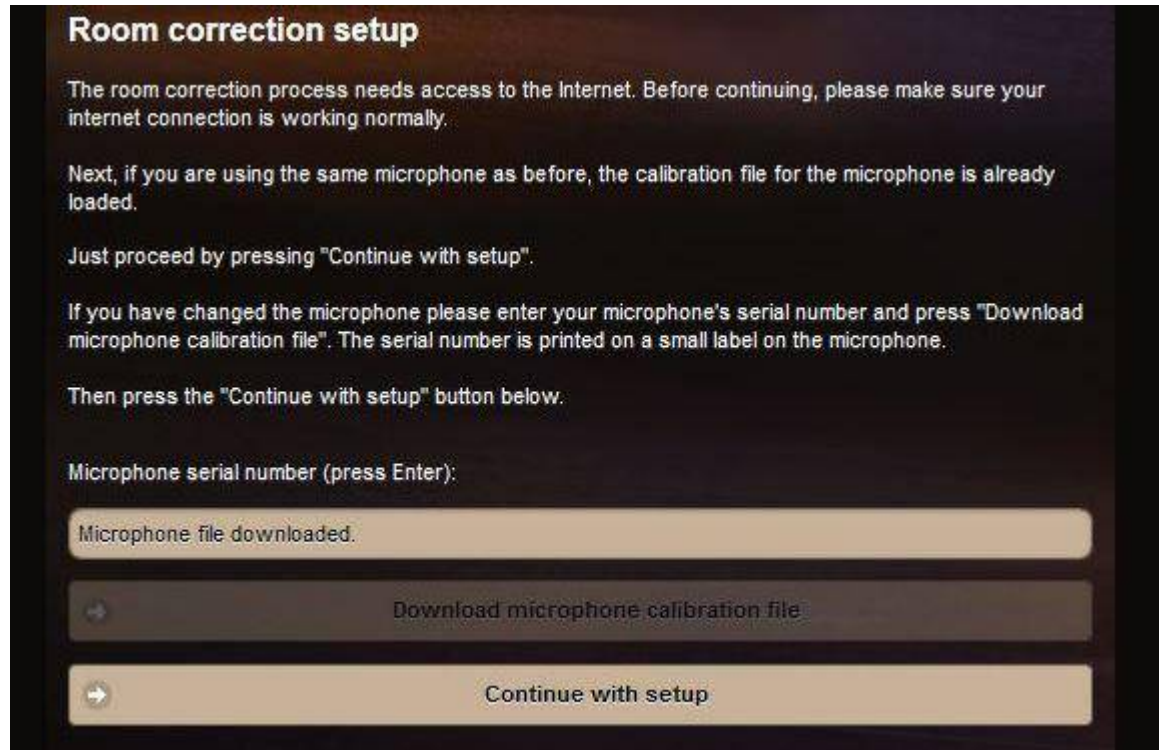 Room correction setup
The room correction process needs access to the Internet. Before continuing, please make sure your
internet connection is working normally.
Next, if you are using the same microphone as before, the calibration file for the microphone is already
loaded.
Just proceed by pressing "Continue with setup".
If you have changed the microphone please enter your microphone's serial number and press "Download
microphone calibration file". The serial number is printed on a small label on the microphone.
Then press the "Continue with setup" button below.
Microphone serial number (press Enter):
Microphone file downloaded.
Download microphone calibration file
Continue with setup